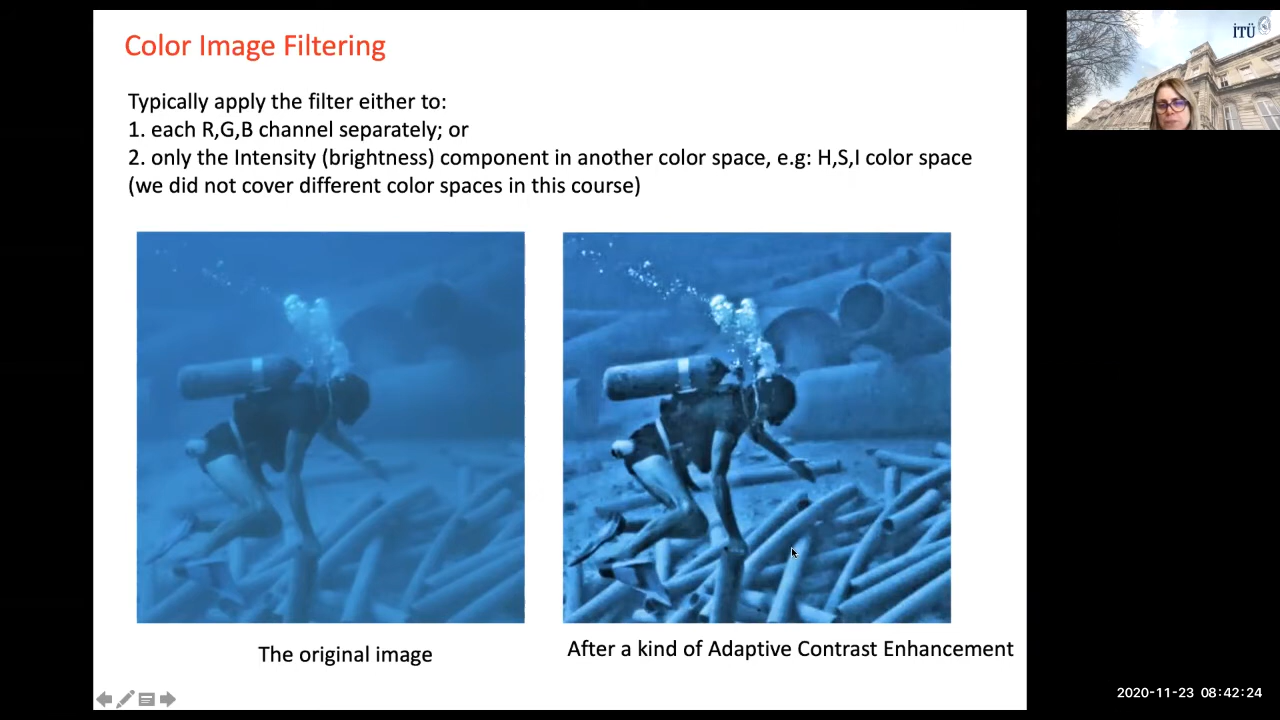 Color Image Filtering
Typically apply the filter either to:
1. each R,G,B channel separately; or
2. only the Intensity (brightness) component in another color space, e.g: H,S,I color space
(we did not cover different color spaces in this course)
The original image
After a kind of Adaptive Contrast Enhancement
İTÜ
2020-11-23 08:42:24